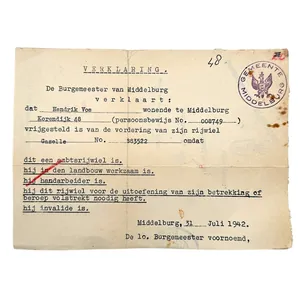 48
VERKLARING.
GEMEENTE MIDDELBURG
De Burgemeester van Middelburg
verklaart:
dat Hendrik Vos wonende te Middelburg
Korendijk 48 (persoonsbewijs No. 008749)
vrijgesteld is van de vordering van zijn rijwiel
Gazelle No. 363522 omdat
dit een achterrijwiel is.
hij in den landbouw werkzaam is.
hij handarbeider is.
hij dit rijwiel voor de uitoefening van zijn betrekking of
beroep volstrekt noodig heeft.
hij invalide is.
Middelburg, 31 Juli 1942.
De lo. Burgemeester voornoemd,